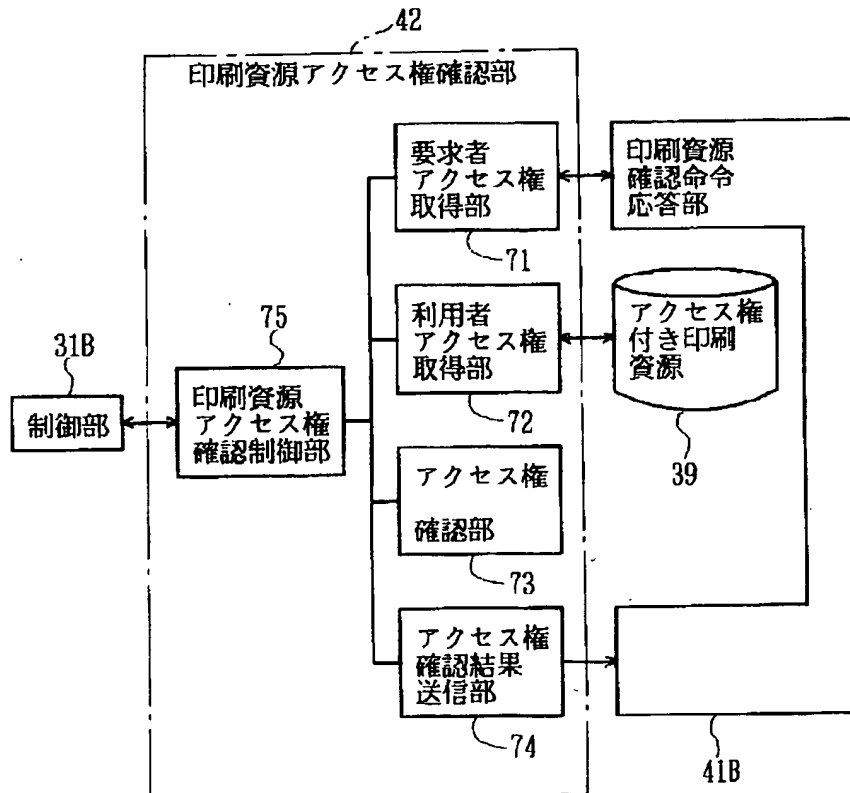 42
印刷資源アクセス権確認部
要求者
アクセス権
取得部
71
印刷資源
確認命令
応答部
利用者
アクセス権
取得部
72
アクセス権
付き印刷
資源
39
31B
制御部
75
印刷資源
アクセス権
確認制御部
アクセス権
確認部
73
アクセス権
確認結果
送信部
74
41B